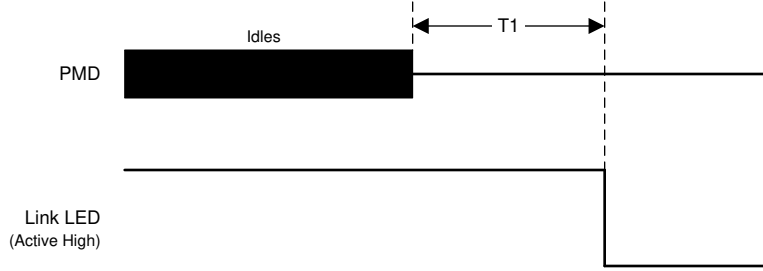 T1
Idles
PMD
Link LED
(Active High)